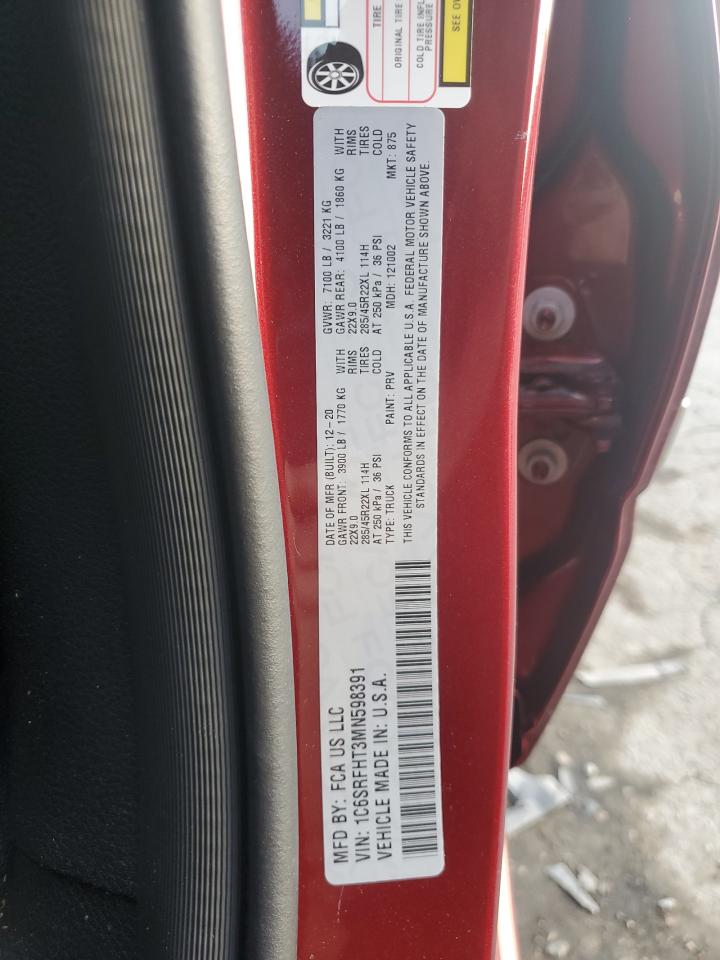 TIRE
ORIGINAL TIRE
COLD TIRE
PRESSURE
SEE
MFD BY: FCA US LLC
VIN: 1C6SRFHT3MN598391
VEHICLE MADE IN: U.S.A.
DATE OF MFR (BUILT): 12-20 GVWR: 7100 LB / 3221 KG
GAWR FRONT: 3900 LB / 1770 KG WITH GAWR REAR: 4100 LB / 1860 KG WITH
22X9.0 RIMS 22X9.0 RIMS
285/45R22XL 114H TIRES 285/45R22XL 114H TIRES
AT 250 kPa / 36 PSI COLD AT 250 kPa / 36 PSI COLD
TYPE: TRUCK PAINT: PRV MDH: 121002 MKT: 875
THIS VEHICLE CONFORMS TO ALL APPLICABLE U.S.A. FEDERAL MOTOR VEHICLE SAFETY
STANDARDS IN EFFECT ON THE DATE OF MANUFACTURE SHOWN ABOVE.